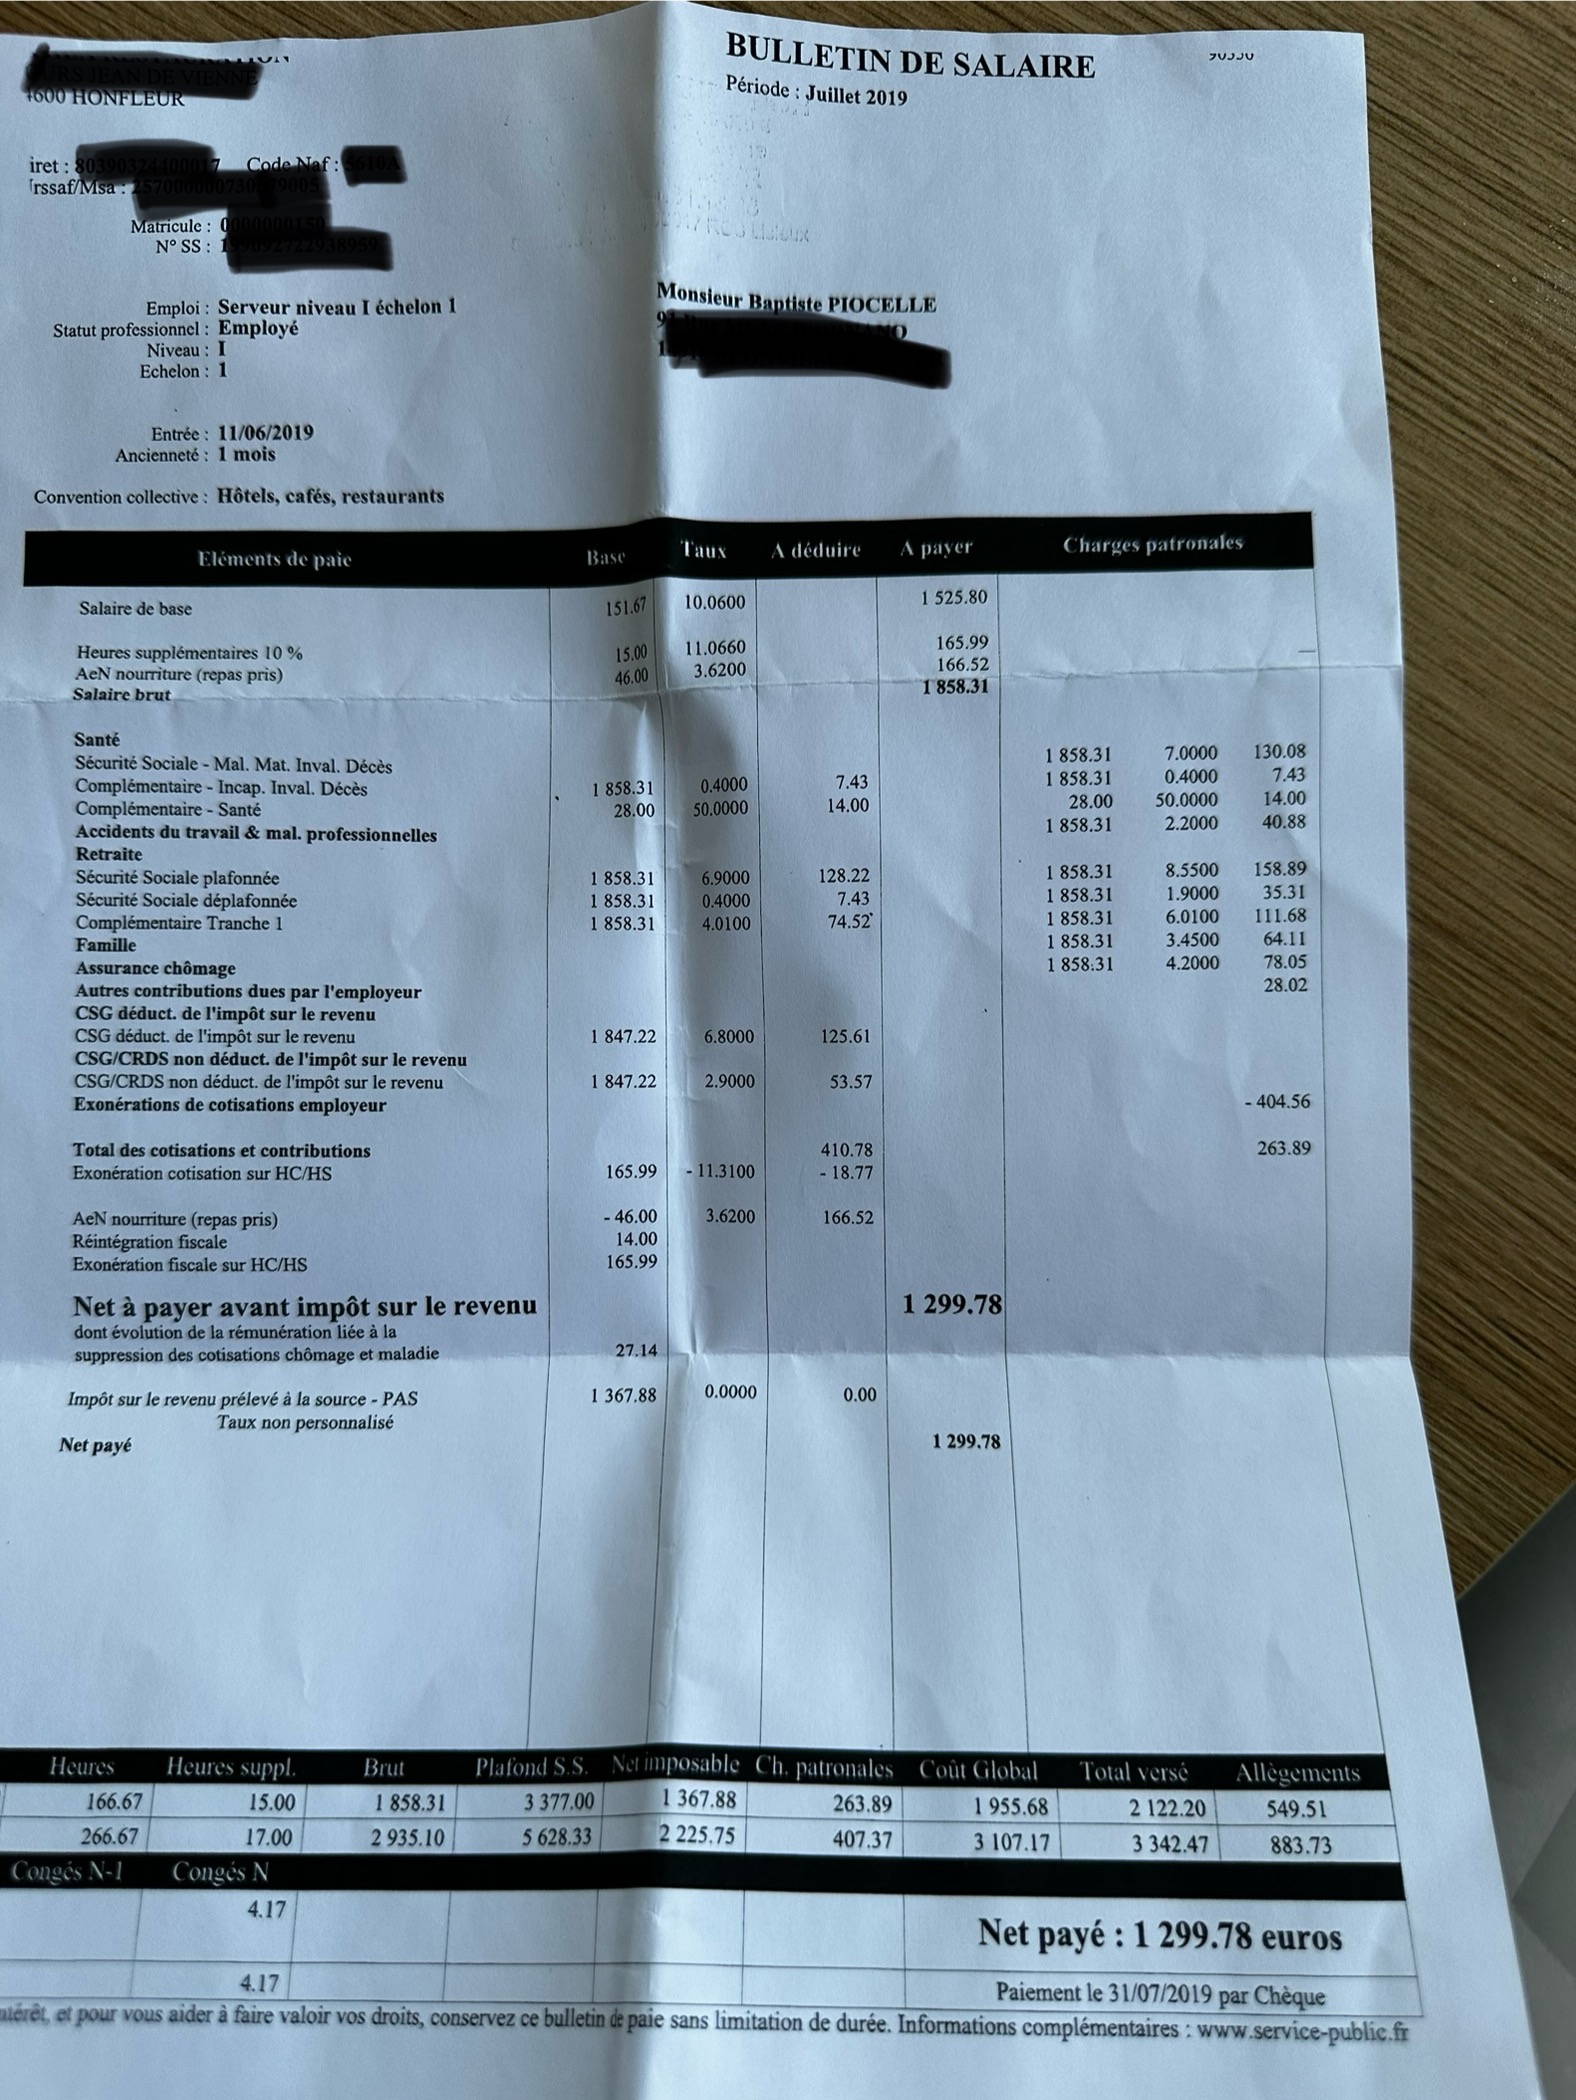 BULLETIN DE SALAIRE
Période : Juillet 2019
HONFLEUR
iret : Code Naf :
rssaf/Msa :
Matricule :
N° SS :
Emploi : Serveur niveau I échelon 1
Statut professionnel : Employé
Niveau : I
Echelon : 1
Monsieur Baptiste PIOCELLE
Entrée : 11/06/2019
Ancienneté : 1 mois
Convention collective : Hôtels, cafés, restaurants
Eléments de paie Base Taux A déduire A payer Charges patronales
Salaire de base 151.67 10.0600 1 525.80
Heures supplémentaires 10 % 15.00 11.0660 165.99
AeN nourriture (repas pris) 46.00 3.6200 166.52
Salaire brut 1 858.31
Santé
Sécurité Sociale - Mal. Mat. Inval. Décès 1 858.31 7.0000 130.08
Complémentaire - Incap. Inval. Décès 1 858.31 0.4000 7.43 1 858.31 0.4000 7.43
Complémentaire - Santé 28.00 50.0000 14.00 28.00 50.0000 14.00
Accidents du travail & mal. professionnelles 1 858.31 2.2000 40.88
Retraite
Sécurité Sociale plafonnée 1 858.31 6.9000 128.22 1 858.31 8.5500 158.89
Sécurité Sociale déplafonnée 1 858.31 0.4000 7.43 1 858.31 1.9000 35.31
Complémentaire Tranche 1 1 858.31 4.0100 74.52 1 858.31 6.0100 111.68
Famille 1 858.31 3.4500 64.11
Assurance chômage 1 858.31 4.2000 78.05
Autres contributions dues par l'employeur 28.02
CSG déduct. de l'impôt sur le revenu
CSG déduct. de l'impôt sur le revenu 1 847.22 6.8000 125.61
CSG/CRDS non déduct. de l'impôt sur le revenu
CSG/CRDS non déduct. de l'impôt sur le revenu 1 847.22 2.9000 53.57
Exonérations de cotisations employeur - 404.56
Total des cotisations et contributions 410.78 263.89
Exonération cotisation sur HC/HS 165.99 - 11.3100 - 18.77
AeN nourriture (repas pris) - 46.00 3.6200 166.52
Réintégration fiscale 14.00
Exonération fiscale sur HC/HS 165.99
Net à payer avant impôt sur le revenu 1 299.78
dont évolution de la rémunération liée à la
suppression des cotisations chômage et maladie 27.14
Impôt sur le revenu prélevé à la source - PAS 1 367.88 0.0000 0.00
Taux non personnalisé
Net payé 1 299.78
Heures Heures suppl. Brut Plafond S.S. Net imposable Ch. patronales Coût Global Total versé Allègements
166.67 15.00 1 858.31 3 377.00 1 367.88 263.89 1 955.68 2 122.20 549.51
266.67 17.00 2 935.10 5 628.33 2 225.75 407.37 3 107.17 3 342.47 883.73
Congés N-1 Congés N
4.17
Net payé : 1 299.78 euros
4.17
Paiement le 31/07/2019 par Chèque
et pour vous aider à faire valoir vos droits, conservez ce bulletin de paie sans limitation de durée. Informations complémentaires : www.service-public.fr